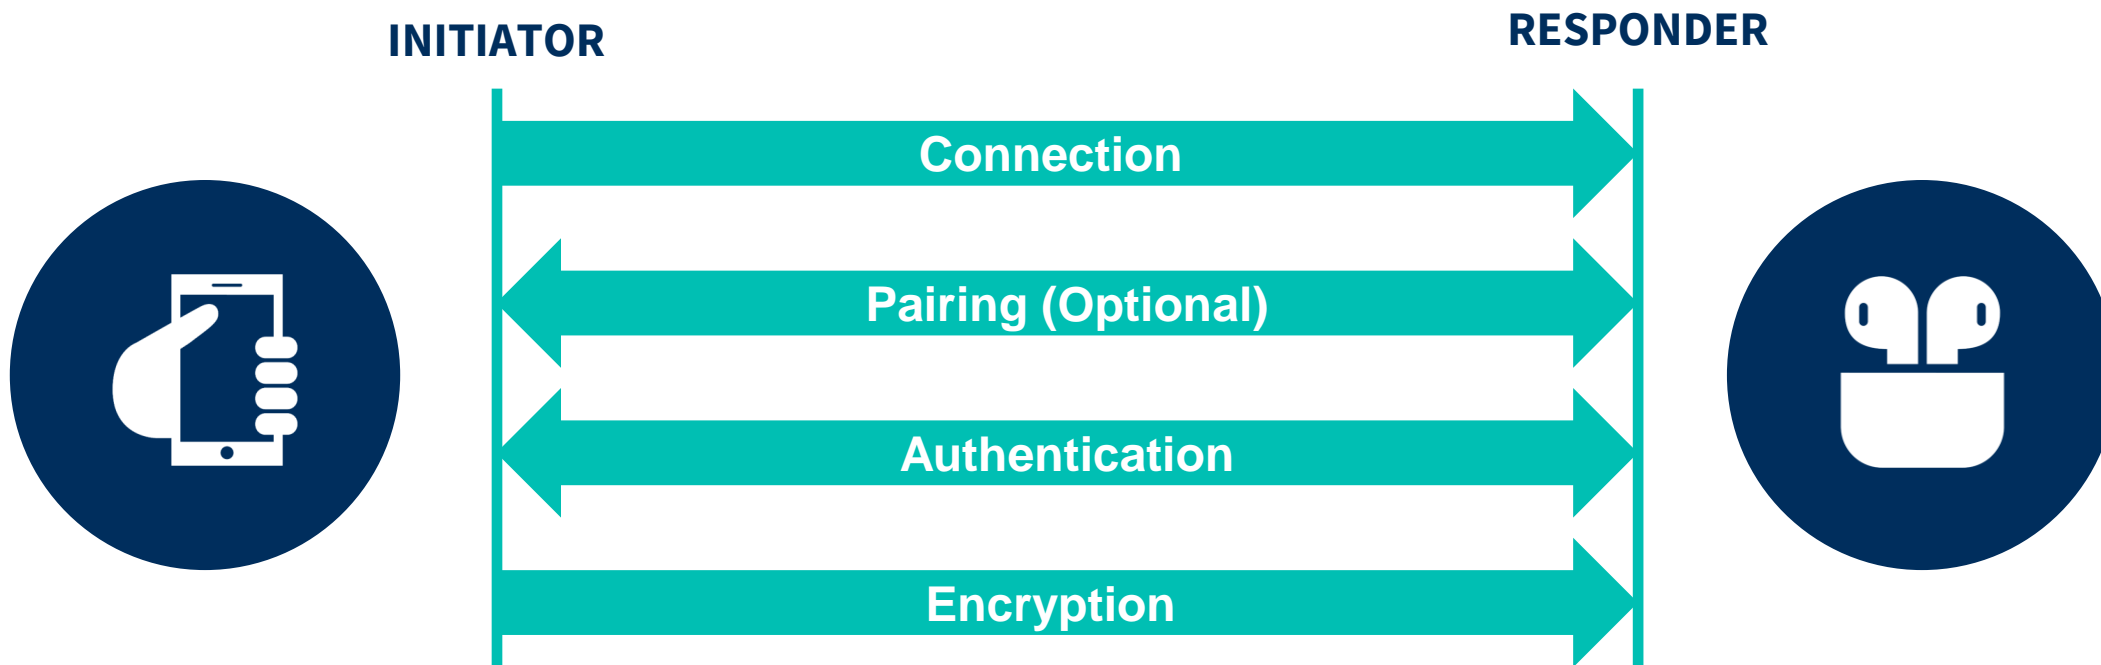 INITIATOR
RESPONDER
Connection
Pairing (Optional)
Authentication
Encryption